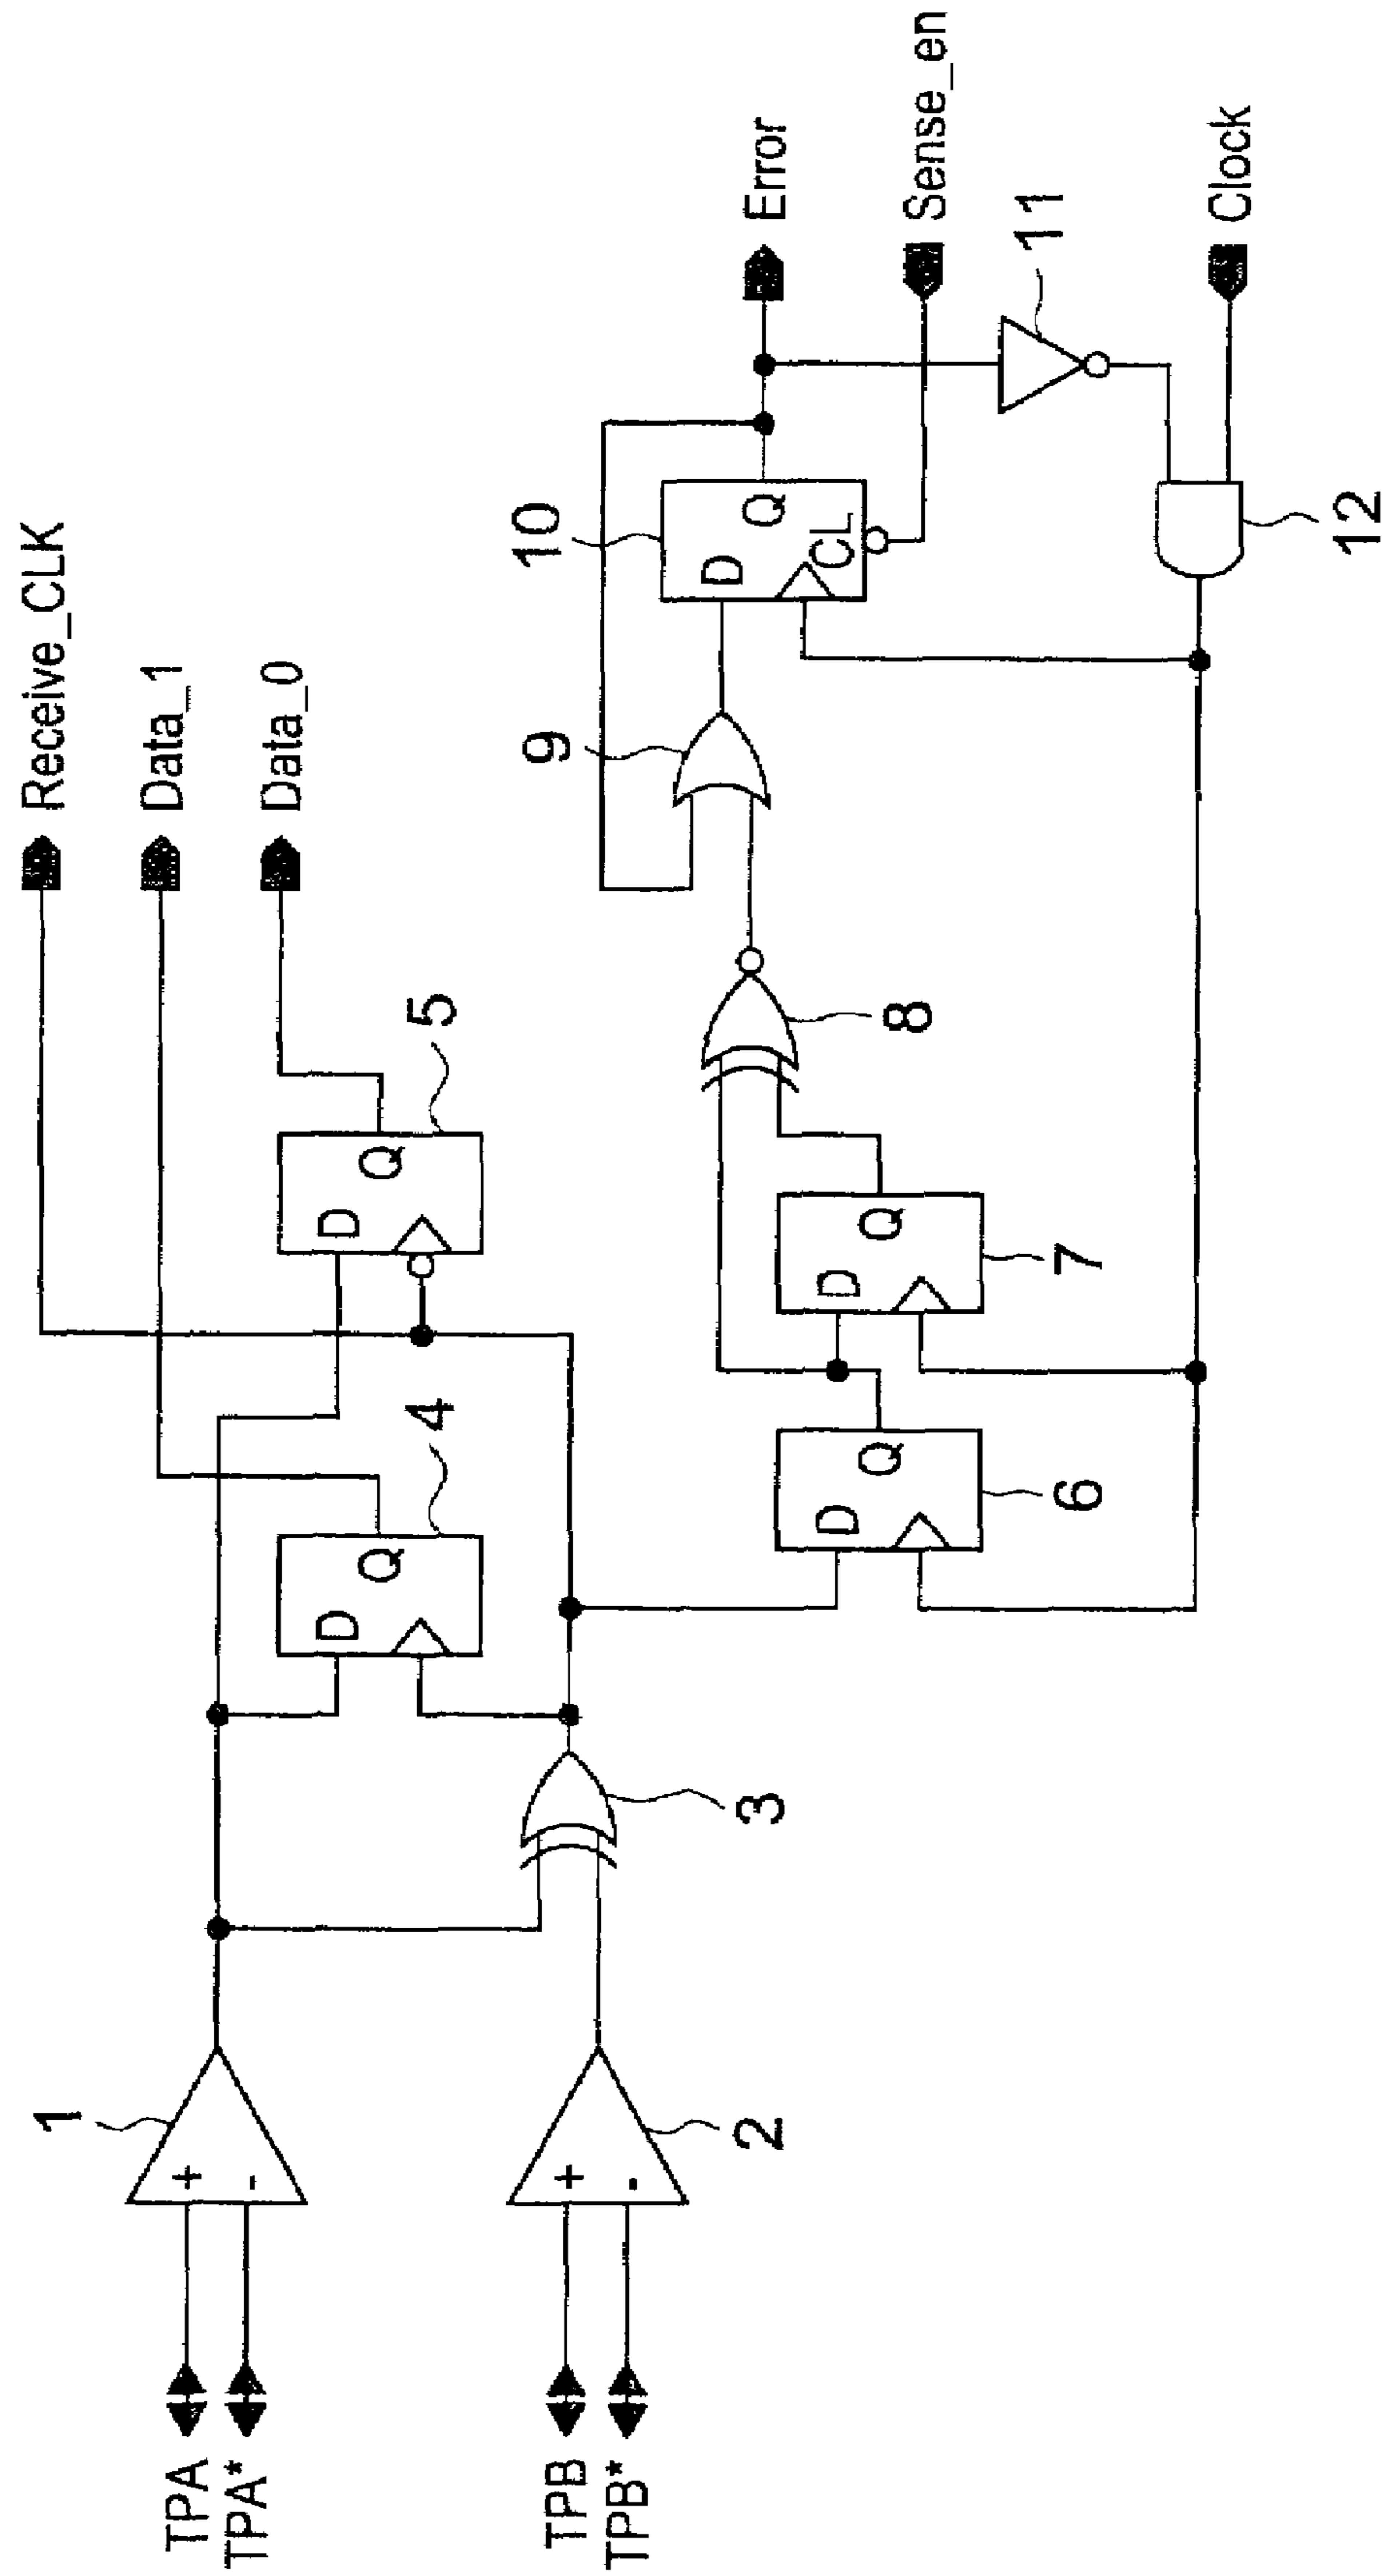 Receive_CLK
Data_1
Data_0
Error
Sense_en
Clock
TPA
TPA*
TPB
TPB*
1
+
-
2
+
-
3
4
D
Q
5
D
Q
6
D
Q
7
D
Q
8
9
10
D
Q
CL
11
12